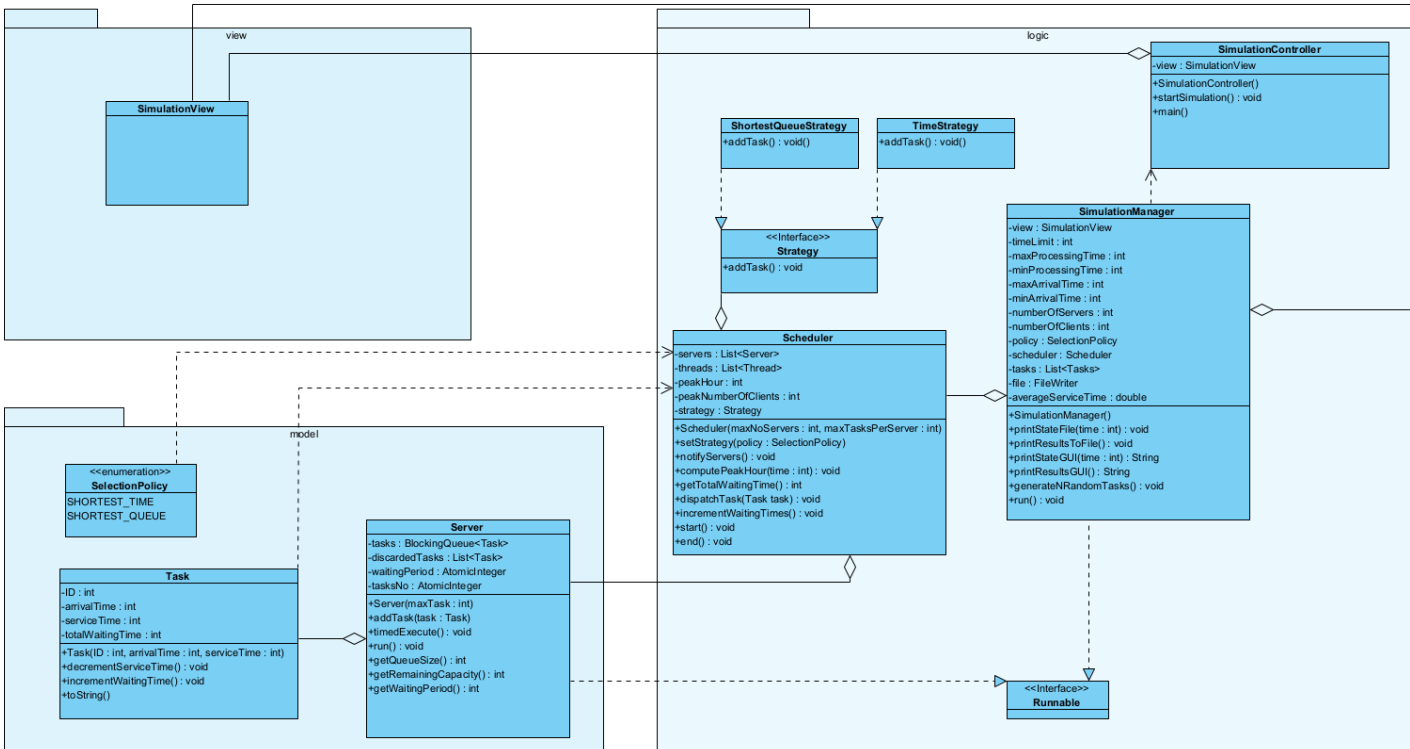 view
SimulationView
logic
SimulationController
-view : SimulationView
+SimulationController()
+startSimulation() : void
+main()
ShortestQueueStrategy
+addTask() : void()
TimeStrategy
+addTask() : void()
<<Interface>>
Strategy
+addTask() : void
SimulationManager
-view : SimulationView
-timeLimit : int
-maxProcessingTime : int
-minProcessingTime : int
-maxArrivalTime : int
-minArrivalTime : int
-numberOfServers : int
-numberOfClients : int
-policy : SelectionPolicy
-scheduler : Scheduler
-tasks : List<Tasks>
-file : FileWriter
-averageServiceTime : double
+SimulationManager()
+printStateFile(time : int) : void
+printResultsToFile() : void
+printStateGUI(time : int) : String
+printResultsGUI() : String
+generateNRandomTasks() : void
+run() : void
Scheduler
-servers : List<Server>
-threads : List<Thread>
-peakHour : int
-peakNumberOfClients : int
-strategy : Strategy
+Scheduler(maxNoServers : int, maxTasksPerServer : int)
+setStrategy(policy : SelectionPolicy)
+notifyServers() : void
+computePeakHour(time : int) : void
+getTotalWaitingTime() : int
+dispatchTask(Task task) : void
+incrementWaitingTimes() : void
+start() : void
+end() : void
model
<<enumeration>>
SelectionPolicy
SHORTEST_TIME
SHORTEST_QUEUE
Server
-tasks : BlockingQueue<Task>
-discardedTasks : List<Task>
-waitingPeriod : AtomicInteger
-tasksNo : AtomicInteger
+Server(maxTask : int)
+addTask(task : Task)
+timedExecute() : void
+run() : void
+getQueueSize() : int
+getRemainingCapacity() : int
+getWaitingPeriod() : int
Task
-ID : int
-arrivalTime : int
-serviceTime : int
-totalWaitingTime : int
+Task(ID : int, arrivalTime : int, serviceTime : int)
+decrementServiceTime() : void
+incrementWaitingTime() : void
+toString()
<<Interface>>
Runnable